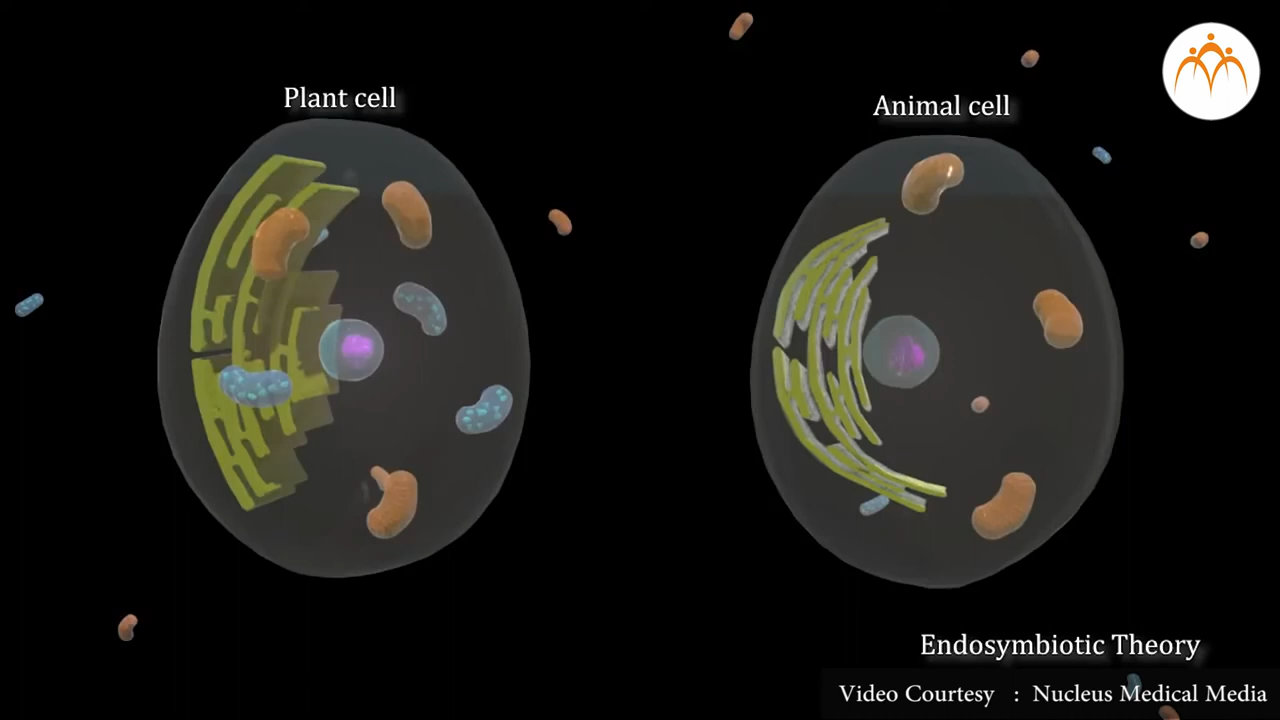 Plant cell
Animal cell
Endosymbiotic Theory
Video Courtesy : Nucleus Medical Media